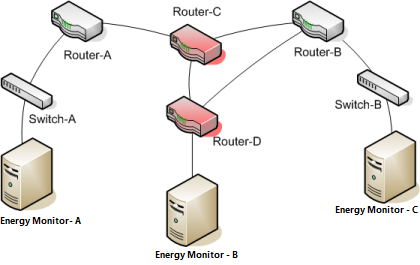 Router-C
Router-A
Router-B
Switch-A
Switch-B
Router-D
Energy Monitor- A
Energy Monitor - B
Energy Monitor - C